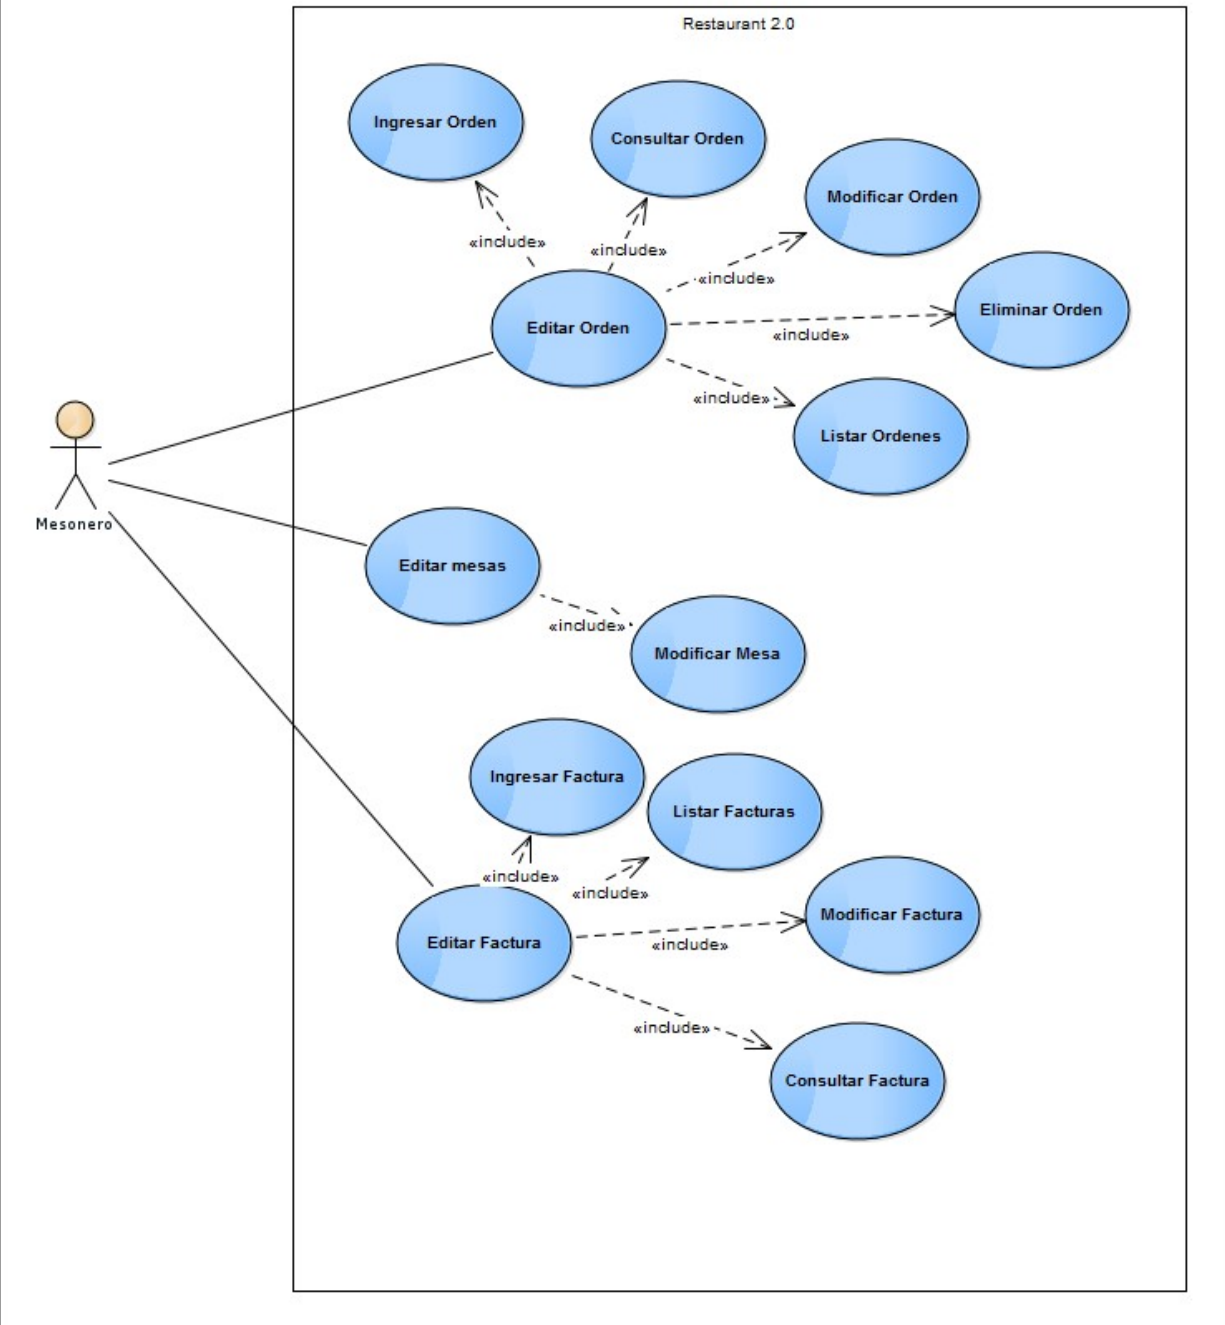 Restaurant 2.0
Ingresar Orden
Consultar Orden
Modificar Orden
«include»
«include»
«include»
Eliminar Orden
Editar Orden
«include»
«include»
Listar Ordenes
Mesonero
Editar mesas
«include»
Modificar Mesa
Ingresar Factura
Listar Facturas
«include»
«include»
Modificar Factura
Editar Factura
«include»
«include»
Consultar Factura